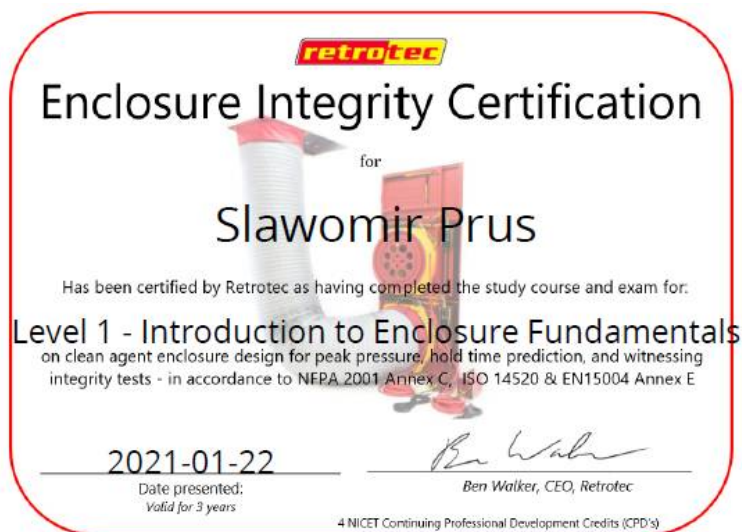 retrotec
Enclosure Integrity Certification
for
Slawomir Prus
Has been certified by Retrotec as having completed the study course and exam for:
Level 1 - Introduction to Enclosure Fundamentals
on clean agent enclosure design for peak pressure, hold time prediction, and witnessing
integrity tests - in accordance to NFPA 2001 Annex C, ISO 14520 & EN15004 Annex E
2021-01-22
Date presented:
Valid for 3 years
Ben Walker, CEO, Retrotec
4 NICET Continuing Professional Development Credits (CPD's)